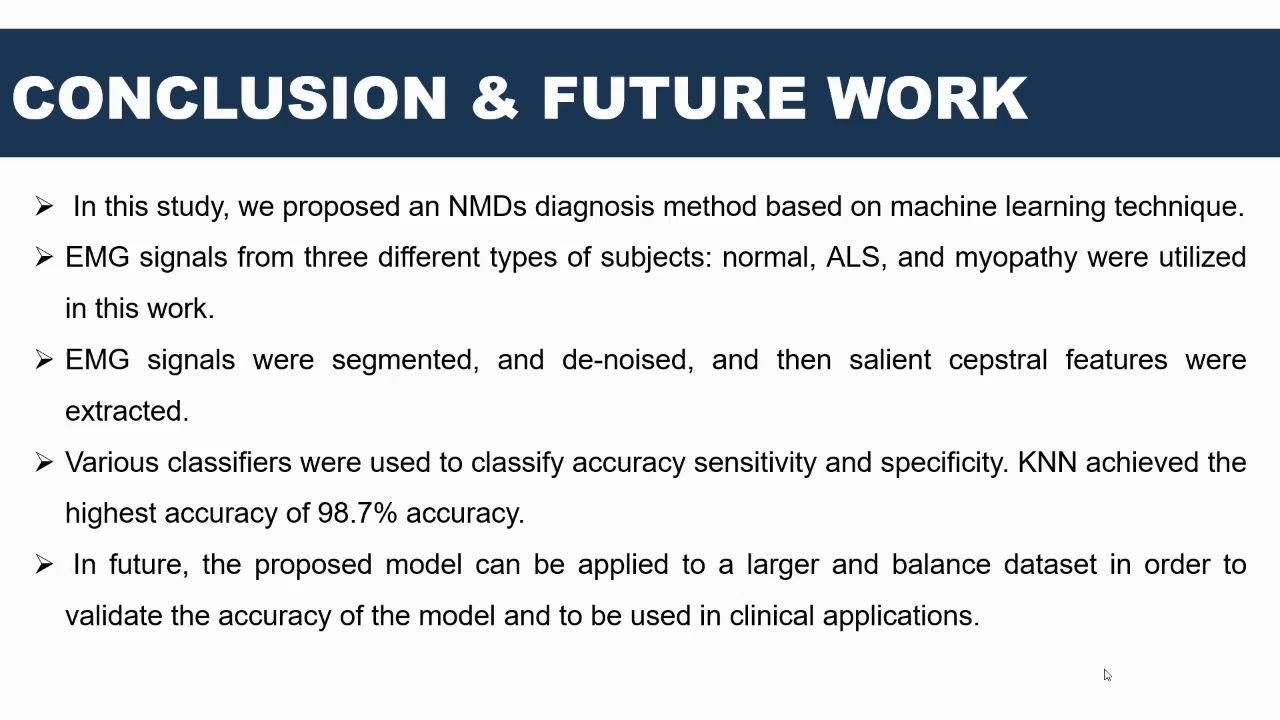 CONCLUSION & FUTURE WORK
➢ In this study, we proposed an NMDs diagnosis method based on machine learning technique.
➢ EMG signals from three different types of subjects: normal, ALS, and myopathy were utilized
in this work.
➢ EMG signals were segmented, and de-noised, and then salient cepstral features were
extracted.
➢ Various classifiers were used to classify accuracy sensitivity and specificity. KNN achieved the
highest accuracy of 98.7% accuracy.
➢ In future, the proposed model can be applied to a larger and balance dataset in order to
validate the accuracy of the model and to be used in clinical applications.